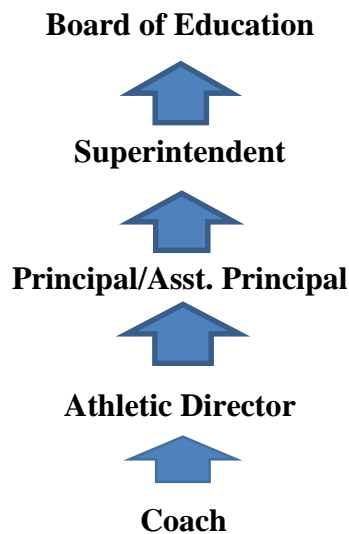 Board of Education
Superintendent
Principal/Asst. Principal
Athletic Director
Coach